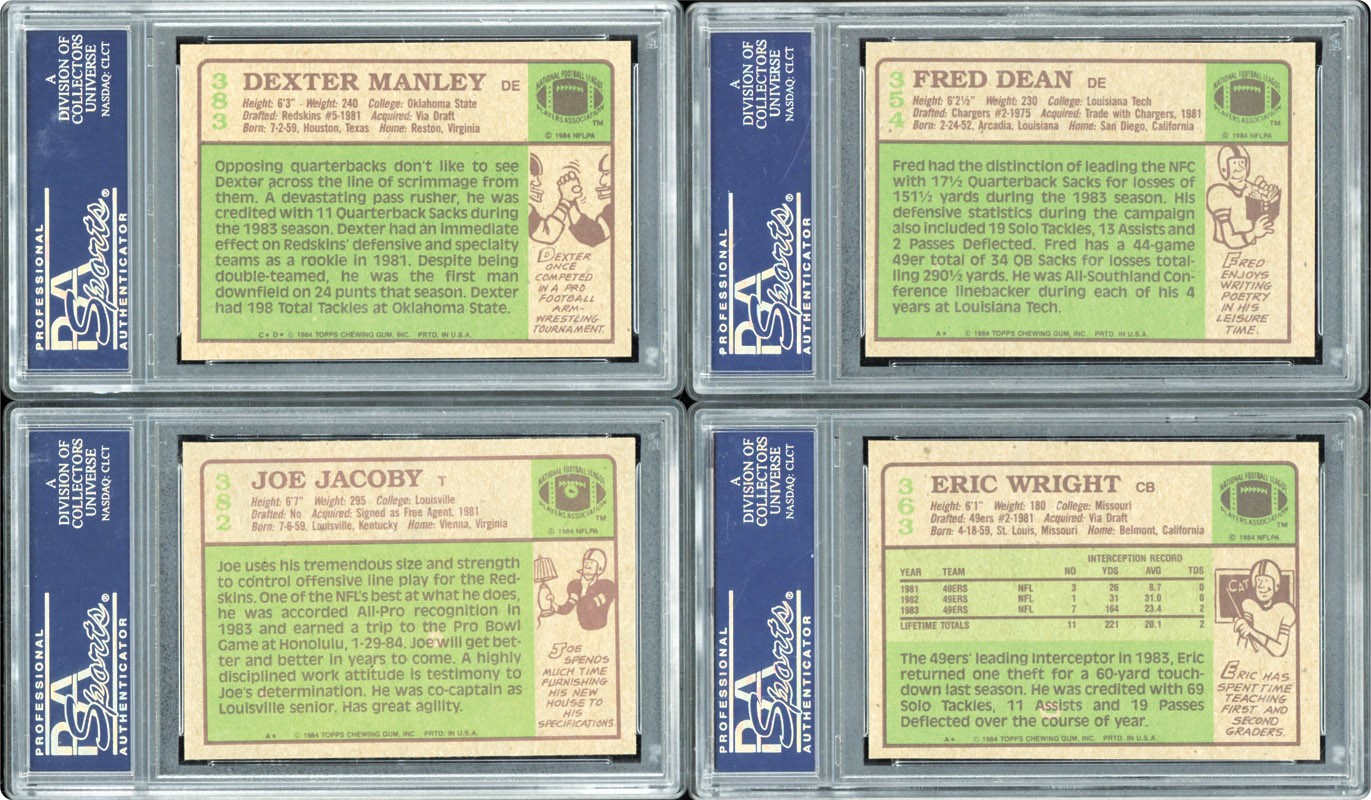 A
DIVISION OF
COLLECTORS
UNIVERSE
NASDAQ: CLCT
PROFESSIONAL
PSA
Sports®
AUTHENTICATOR
383
DEXTER MANLEY DE
Height: 6'3" Weight: 240 College: Oklahoma State
Drafted: Redskins #5-1981 Acquired: Via Draft
Born: 7-2-59, Houston, Texas Home: Reston, Virginia
NATIONAL FOOTBALL LEAGUE
PLAYERS ASSOCIATION
TM
© 1984 NFLPA
Opposing quarterbacks don't like to see
Dexter across the line of scrimmage from
them. A devastating pass rusher, he was
credited with 11 Quarterback Sacks during
the 1983 season. Dexter had an immediate
effect on Redskins' defensive and specialty
teams as a rookie in 1981. Despite being
double-teamed, he was the first man
downfield on 24 punts that season. Dexter
had 198 Total Tackles at Oklahoma State.
DEXTER
ONCE
COMPETED
IN A PRO
FOOTBALL
ARM-
WRESTLING
TOURNAMENT.
C* D* © 1984 TOPPS CHEWING GUM, INC. PRTD. IN U.S.A.
A
DIVISION OF
COLLECTORS
UNIVERSE
NASDAQ: CLCT
PROFESSIONAL
PSA
Sports®
AUTHENTICATOR
354
FRED DEAN DE
Height: 6'2½" Weight: 230 College: Louisiana Tech
Drafted: Chargers #2-1975 Acquired: Trade with Chargers, 1981
Born: 2-24-52, Arcadia, Louisiana Home: San Diego, California
NATIONAL FOOTBALL LEAGUE
PLAYERS ASSOCIATION
TM
© 1984 NFLPA
Fred had the distinction of leading the NFC
with 17½ Quarterback Sacks for losses of
151½ yards during the 1983 season. His
defensive statistics during the campaign
also included 19 Solo Tackles, 13 Assists and
2 Passes Deflected. Fred has a 44-game
49er total of 34 QB Sacks for losses total-
ling 290½ yards. He was All-Southland Con-
ference linebacker during each of his 4
years at Louisiana Tech.
FRED
ENJOYS
WRITING
POETRY
IN HIS
LEISURE
TIME.
A* © 1984 TOPPS CHEWING GUM, INC. PRTD. IN U.S.A.
A
DIVISION OF
COLLECTORS
UNIVERSE
NASDAQ: CLCT
PROFESSIONAL
PSA
Sports®
AUTHENTICATOR
382
JOE JACOBY T
Height: 6'7" Weight: 295 College: Louisville
Drafted: No Acquired: Signed as Free Agent, 1981
Born: 7-6-59, Louisville, Kentucky Home: Vienna, Virginia
NATIONAL FOOTBALL LEAGUE
PLAYERS ASSOCIATION
TM
© 1984 NFLPA
Joe uses his tremendous size and strength
to control offensive line play for the Red-
skins. One of the NFL's best at what he does,
he was accorded All-Pro recognition in
1983 and earned a trip to the Pro Bowl
Game at Honolulu, 1-29-84. Joe will get bet-
ter and better in years to come. A highly
disciplined work attitude is testimony to
Joe's determination. He was co-captain as
Louisville senior. Has great agility.
JOE
SPENDS
MUCH TIME
FURNISHING
HIS NEW
HOUSE TO
HIS
SPECIFICATIONS.
A* © 1984 TOPPS CHEWING GUM, INC. PRTD. IN U.S.A.
A
DIVISION OF
COLLECTORS
UNIVERSE
NASDAQ: CLCT
PROFESSIONAL
PSA
Sports®
AUTHENTICATOR
363
ERIC WRIGHT CB
Height: 6'1" Weight: 180 College: Missouri
Drafted: 49ers #2-1981 Acquired: Via Draft
Born: 4-18-59, St. Louis, Missouri Home: Belmont, California
NATIONAL FOOTBALL LEAGUE
PLAYERS ASSOCIATION
TM
© 1984 NFLPA
INTERCEPTION RECORD
YEAR TEAM NO YDS AVG TDS
1981 49ERS NFL 3 26 8.7 0
1982 49ERS NFL 1 31 31.0 0
1983 49ERS NFL 7 164 23.4 2
LIFETIME TOTALS 11 221 20.1 2
The 49ers' leading interceptor in 1983, Eric
returned one theft for a 60-yard touch-
down last season. He was credited with 69
Solo Tackles, 11 Assists and 19 Passes
Deflected over the course of year.
CAT
ERIC HAS
SPENT TIME
TEACHING
FIRST AND
SECOND
GRADERS.
A* © 1984 TOPPS CHEWING GUM, INC. PRTD. IN U.S.A.